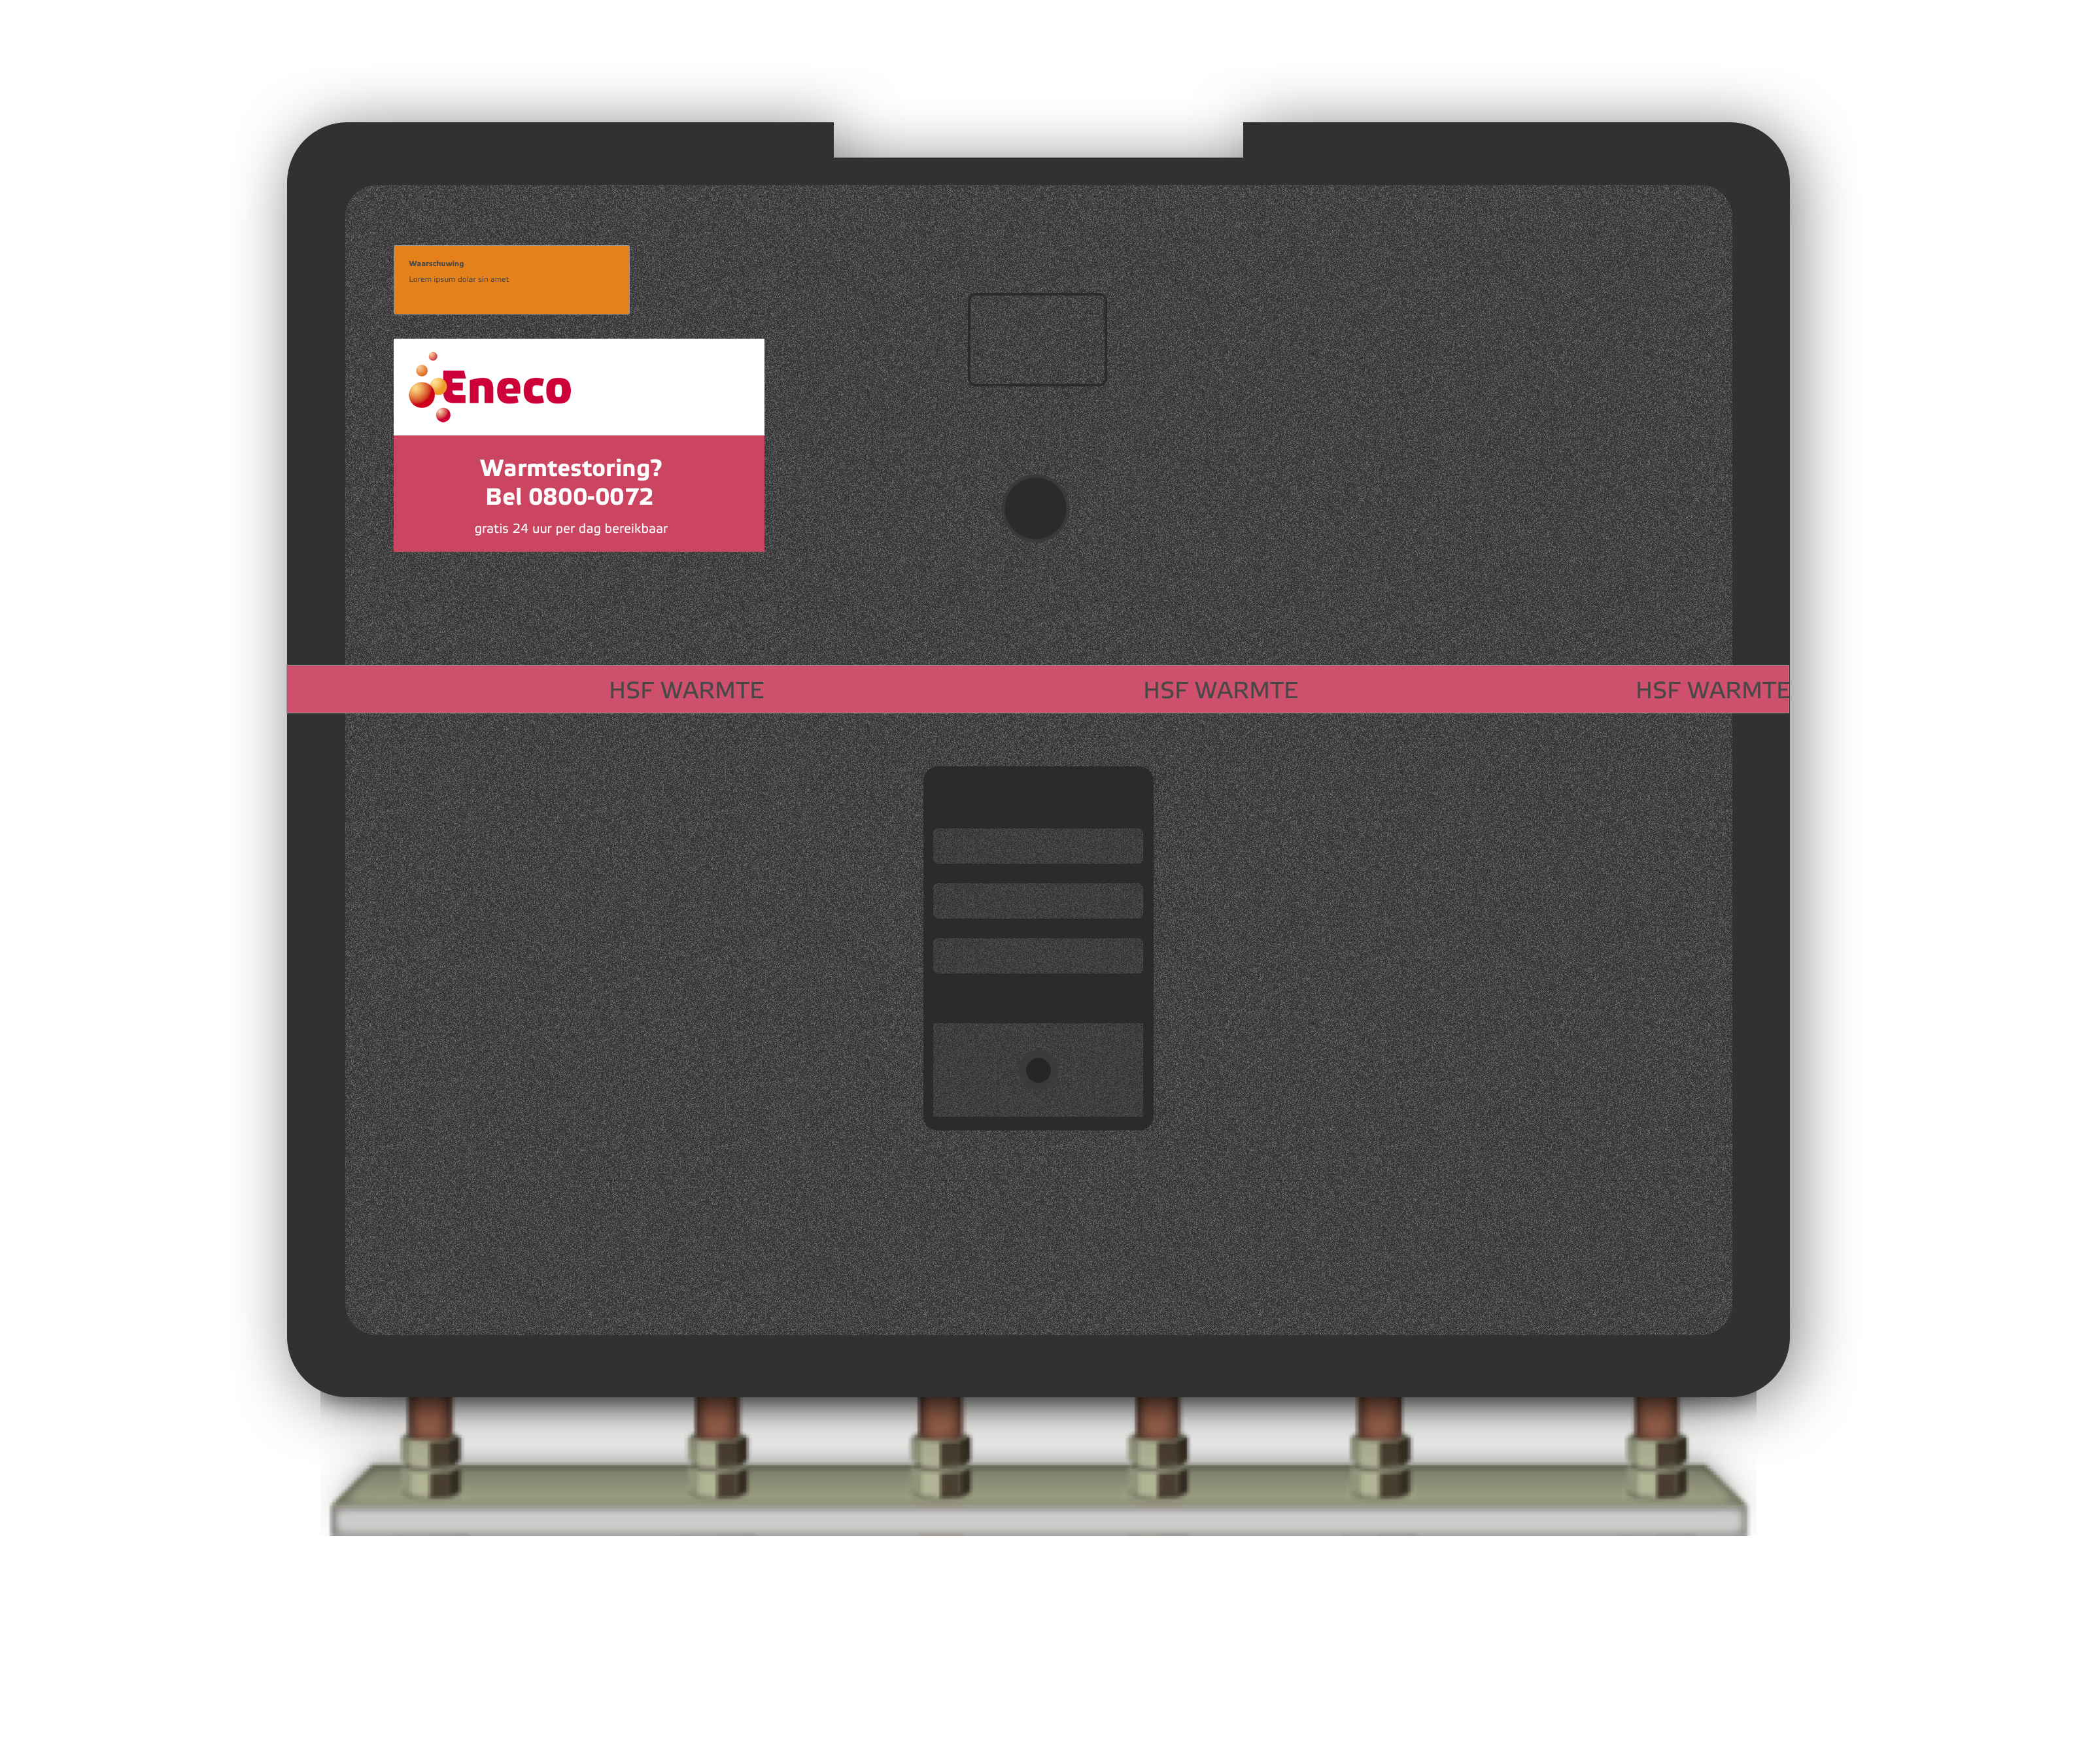 Waarschuwing
Lorem ipsum dolar sin amet
Eneco
Warmtestoring?
Bel 0800-0072
gratis 24 uur per dag bereikbaar
HSF WARMTE HSF WARMTE HSF WARMTE